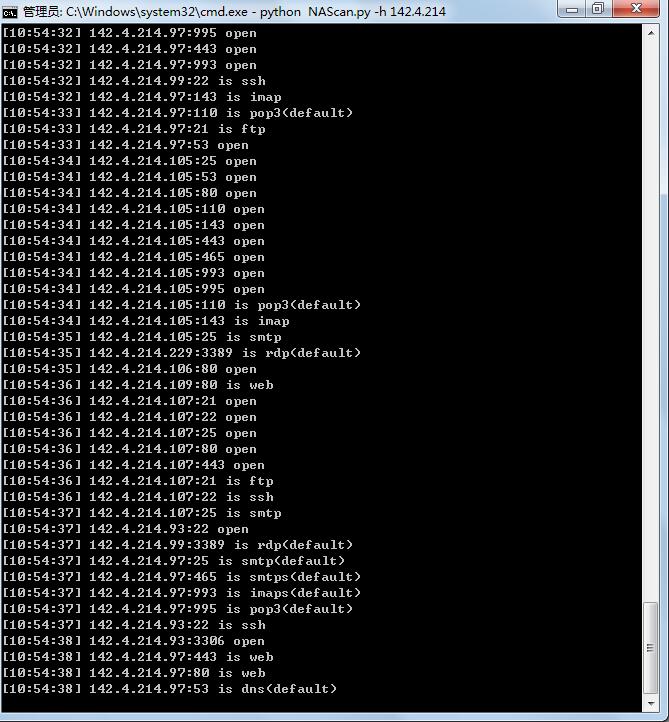 管理员: C:\Windows\system32\cmd.exe - python  NAScan.py -h 142.4.214
[10:54:32] 142.4.214.97:995 open
[10:54:32] 142.4.214.97:443 open
[10:54:32] 142.4.214.97:993 open
[10:54:32] 142.4.214.99:22 is ssh
[10:54:32] 142.4.214.97:143 is imap
[10:54:33] 142.4.214.97:110 is pop3(default)
[10:54:33] 142.4.214.97:21 is ftp
[10:54:33] 142.4.214.97:53 open
[10:54:34] 142.4.214.105:25 open
[10:54:34] 142.4.214.105:53 open
[10:54:34] 142.4.214.105:80 open
[10:54:34] 142.4.214.105:110 open
[10:54:34] 142.4.214.105:143 open
[10:54:34] 142.4.214.105:443 open
[10:54:34] 142.4.214.105:465 open
[10:54:34] 142.4.214.105:993 open
[10:54:34] 142.4.214.105:995 open
[10:54:34] 142.4.214.105:110 is pop3(default)
[10:54:34] 142.4.214.105:143 is imap
[10:54:35] 142.4.214.105:25 is smtp
[10:54:35] 142.4.214.229:3389 is rdp(default)
[10:54:35] 142.4.214.106:80 open
[10:54:36] 142.4.214.109:80 is web
[10:54:36] 142.4.214.107:21 open
[10:54:36] 142.4.214.107:22 open
[10:54:36] 142.4.214.107:25 open
[10:54:36] 142.4.214.107:80 open
[10:54:36] 142.4.214.107:443 open
[10:54:36] 142.4.214.107:21 is ftp
[10:54:36] 142.4.214.107:22 is ssh
[10:54:37] 142.4.214.107:25 is smtp
[10:54:37] 142.4.214.93:22 open
[10:54:37] 142.4.214.99:3389 is rdp(default)
[10:54:37] 142.4.214.97:25 is smtp(default)
[10:54:37] 142.4.214.97:465 is smtps(default)
[10:54:37] 142.4.214.97:993 is imaps(default)
[10:54:37] 142.4.214.97:995 is pop3(default)
[10:54:37] 142.4.214.93:22 is ssh
[10:54:38] 142.4.214.93:3306 open
[10:54:38] 142.4.214.97:443 is web
[10:54:38] 142.4.214.97:80 is web
[10:54:38] 142.4.214.97:53 is dns(default)